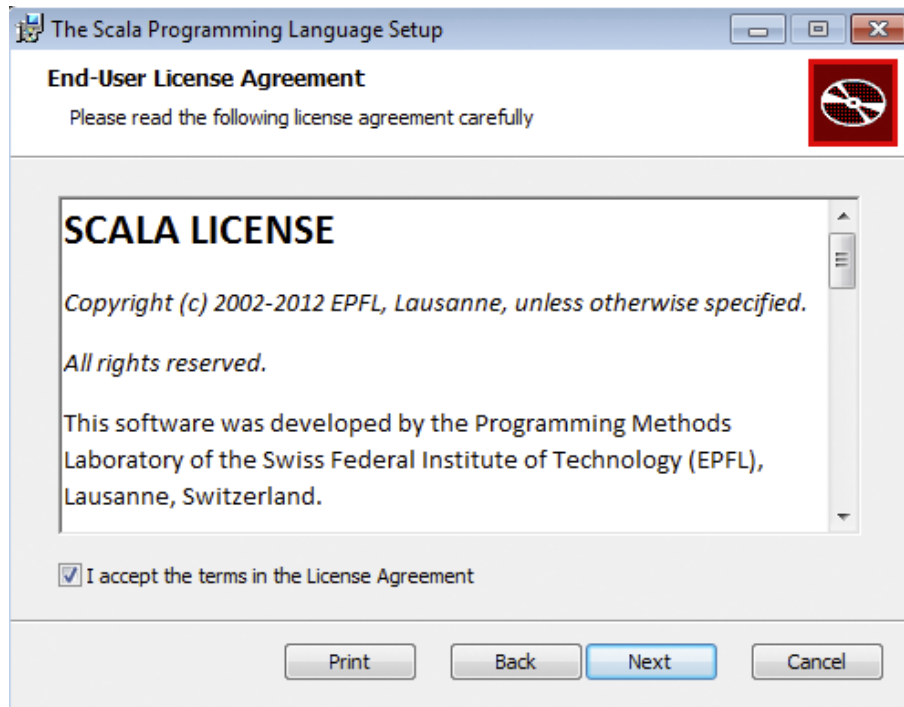 The Scala Programming Language Setup
End-User License Agreement
Please read the following license agreement carefully
SCALA LICENSE
Copyright (c) 2002-2012 EPFL, Lausanne, unless otherwise specified.
All rights reserved.
This software was developed by the Programming Methods
Laboratory of the Swiss Federal Institute of Technology (EPFL),
Lausanne, Switzerland.
I accept the terms in the License Agreement
Print Back Next Cancel